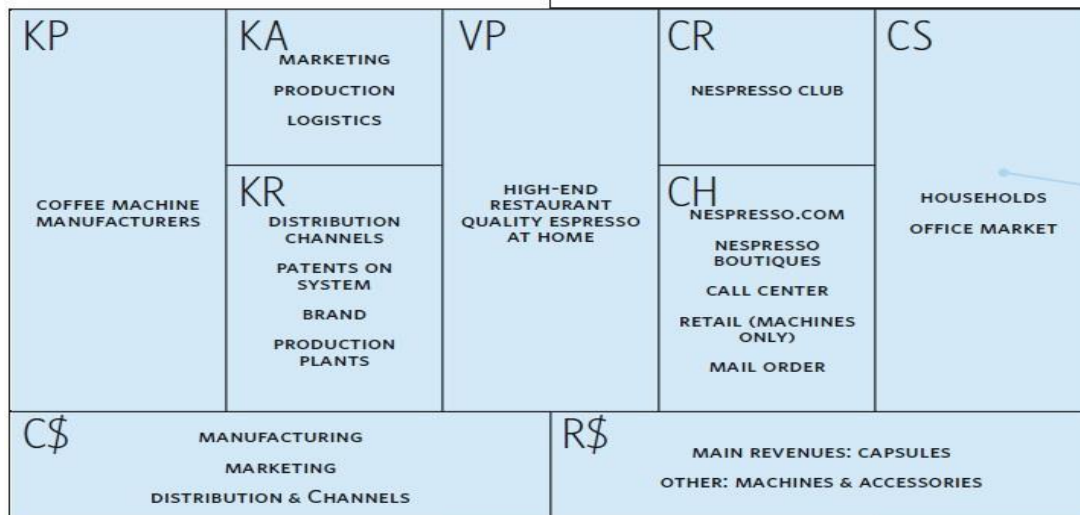 KP
COFFEE MACHINE
MANUFACTURERS
KA
MARKETING
PRODUCTION
LOGISTICS
KR
DISTRIBUTION
CHANNELS
PATENTS ON
SYSTEM
BRAND
PRODUCTION
PLANTS
VP
HIGH-END
RESTAURANT
QUALITY ESPRESSO
AT HOME
CR
NESPRESSO CLUB
CH
NESPRESSO.COM
NESPRESSO
BOUTIQUES
CALL CENTER
RETAIL (MACHINES
ONLY)
MAIL ORDER
CS
HOUSEHOLDS
OFFICE MARKET
C$
MANUFACTURING
MARKETING
DISTRIBUTION & CHANNELS
R$
MAIN REVENUES: CAPSULES
OTHER: MACHINES & ACCESSORIES